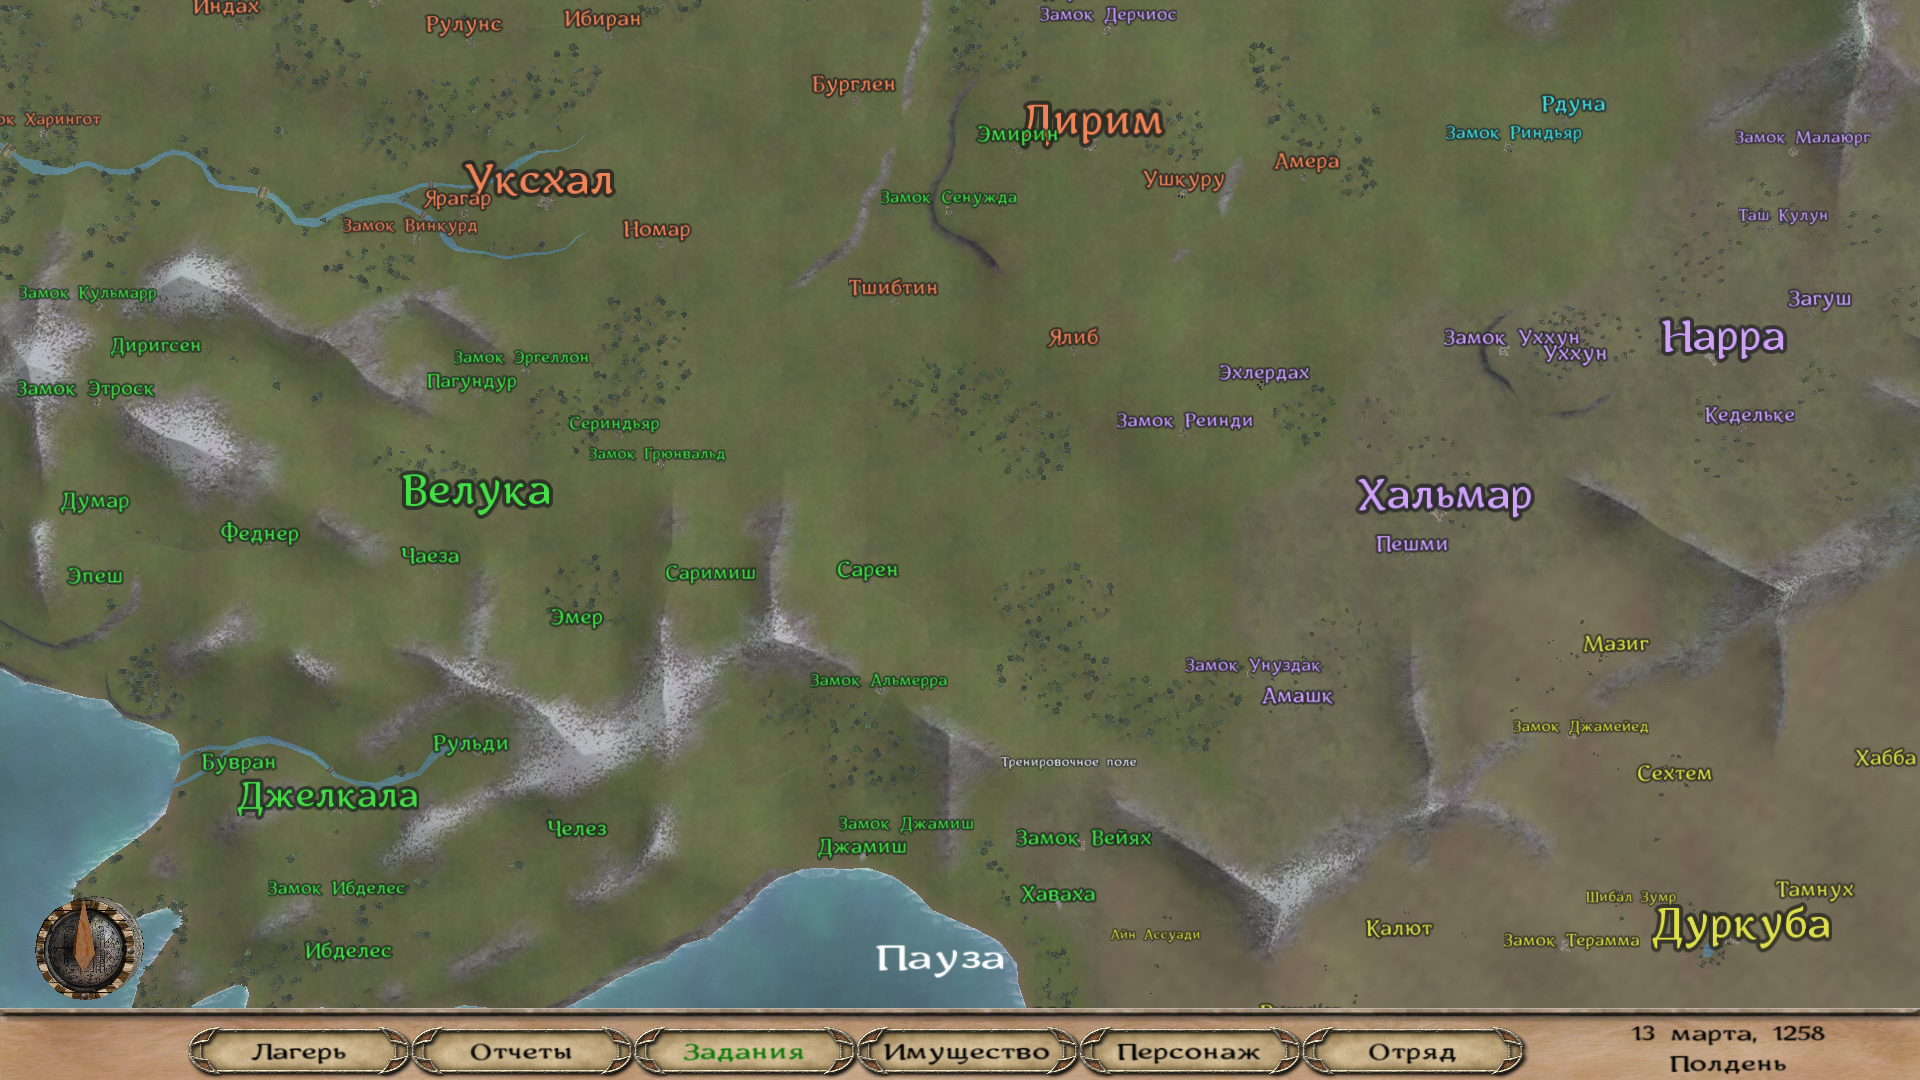 Индах
Рулунс
Ибиран
Замок Дерчиос
Бурглен
Рдуна
ок Харингот
Дирим
Эмирин
Замок Риндьяр
Замок Малаюрг
Уксхал
Амера
Ушкуру
Ярагар
Замок Сенужда
Таш Кулун
Замок Винкурд
Номар
Тшибтин
Замок Кульмарр
Загуш
Ялиб
Замок Уххун
Нарра
Диригсен
Уххун
Замок Эргеллон
Эхлердах
Пагундур
Замок Этроск
Кедельке
Сериндьяр
Замок Реинди
Замок Грюнвальд
Велука
Хальмар
Думар
Феднер
Пешми
Чаеза
Эпеш
Саримиш
Сарен
Эмер
Мазиг
Замок Унуздак
Замок Альмерра
Амашк
Замок Джамейед
Рульди
Бувран
Тренировочное поле
Хабба
Сехтем
Джелкала
Челез
Замок Джамиш
Джамиш
Замок Вейях
Замок Ибделес
Хаваха
Шибал Зумр
Тамнух
Ибделес
Айн Ассуади
Калют
Замок Терамма
Дуркуба
Пауза
Лагерь
Отчеты
Задания
Имущество
Персонаж
Отряд
13 марта, 1258
Полдень